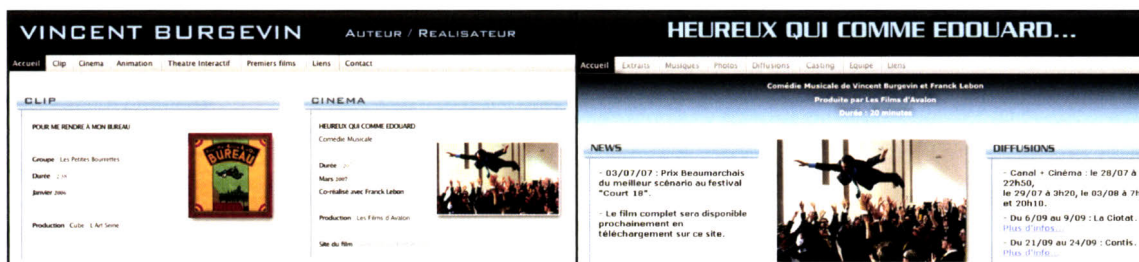 VINCENT BURGEVIN
AUTEUR / REALISATEUR
Accueil Clip Cinema Animation Theatre Interactif Premiers films Liens Contact
CLIP
POUR ME RENDRE À MON BUREAU
Groupe Les Petites Bourrettes
Durée
Janvier 2006
Production Cube L'Art Scene
BUREAU
CINEMA
HEUREUX QUI COMME EDOUARD
Comédie Musicale
Durée
Mars 2007
Co-réalisé avec Franck Lebon
Production Les Films d'Avalon
Site du film
HEUREUX QUI COMME EDOUARD...
Accueil Extraits Musiques Photos Diffusions Casting Equipe Liens
Comédie Musicale de Vincent Burgevin et Franck Lebon
Produite par Les Films d'Avalon
Durée : 20 minutes
NEWS
- 03/07/07 : Prix Beaumarchais
du meilleur scénario au festival
"Court 18".
- Le film complet sera disponible
prochainement en
téléchargement sur ce site.
DIFFUSIONS
- Canal + Cinéma : le 28/07 à
22h50,
le 29/07 à 3h20, le 03/08 à 7h
et 20h10.
- Du 6/09 au 9/09 : La Ciotat.
Plus d'infos...
- Du 21/09 au 24/09 : Contis.
Plus d'info...